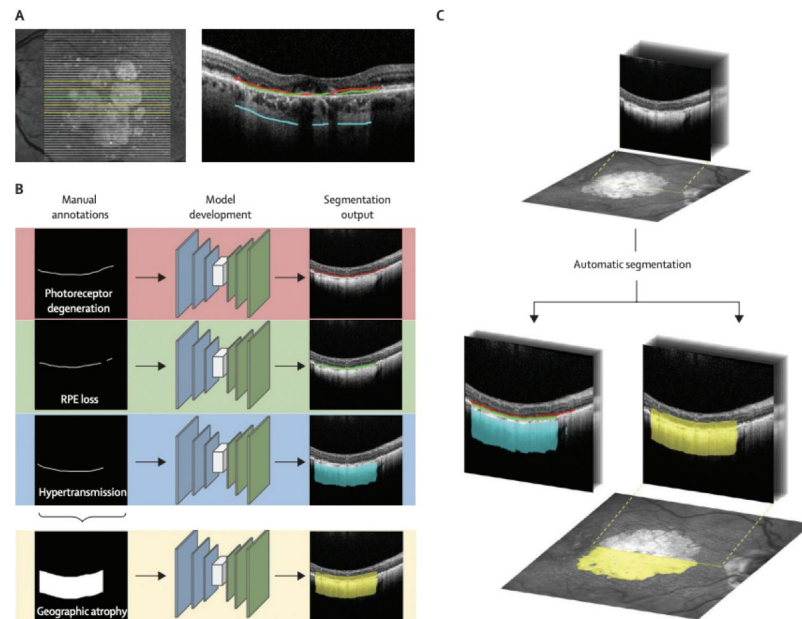 A
B
Manual
annotations
Model
development
Segmentation
output
Photoreceptor
degeneration
RPE loss
Hypertransmission
Geographic atrophy
C
Automatic segmentation